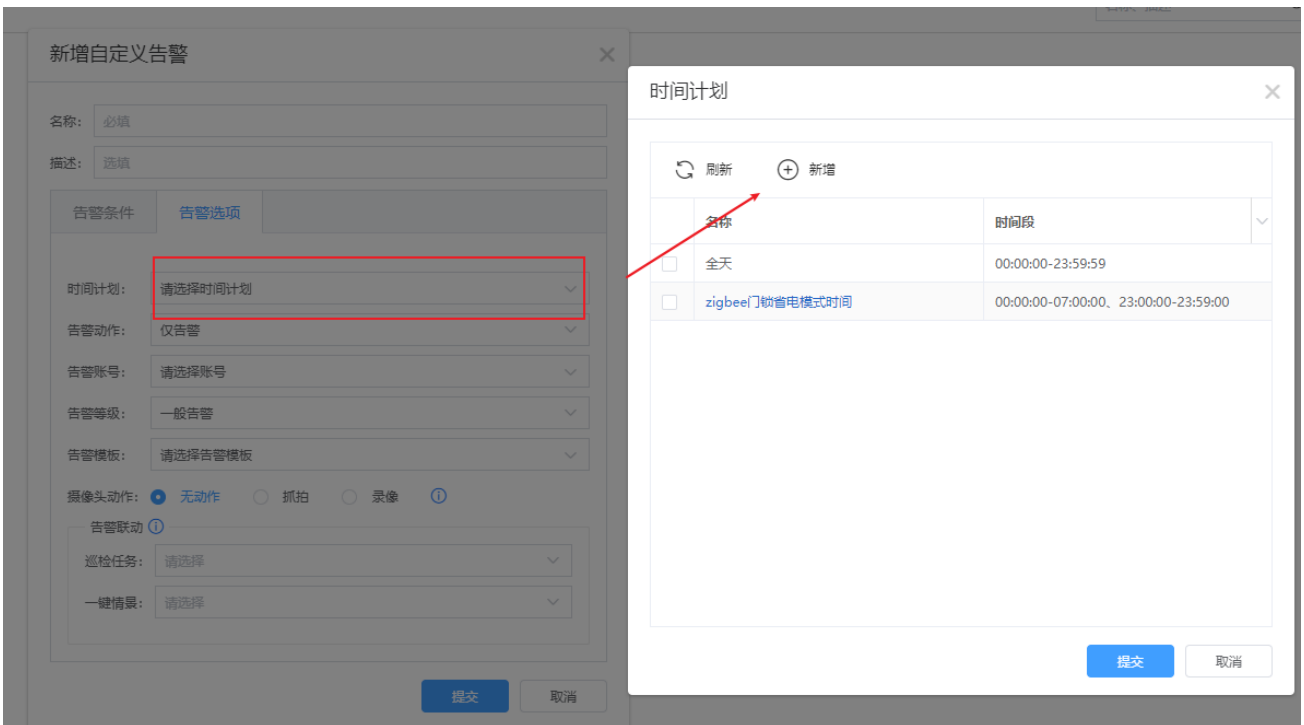 新增自定义告警
名称: 必填
描述: 选填
告警条件 告警选项
时间计划: 请选择时间计划
告警动作: 仅告警
告警账号: 请选择账号
告警等级: 一般告警
告警模板: 请选择告警模板
摄像头动作: 无动作 抓拍 录像
告警联动
巡检任务: 请选择
一键情景: 请选择
提交 取消
时间计划
刷新 新增
名称 时间段
全天 00:00:00-23:59:59
zigbee门锁省电模式时间 00:00:00-07:00:00、23:00:00-23:59:00
提交 取消